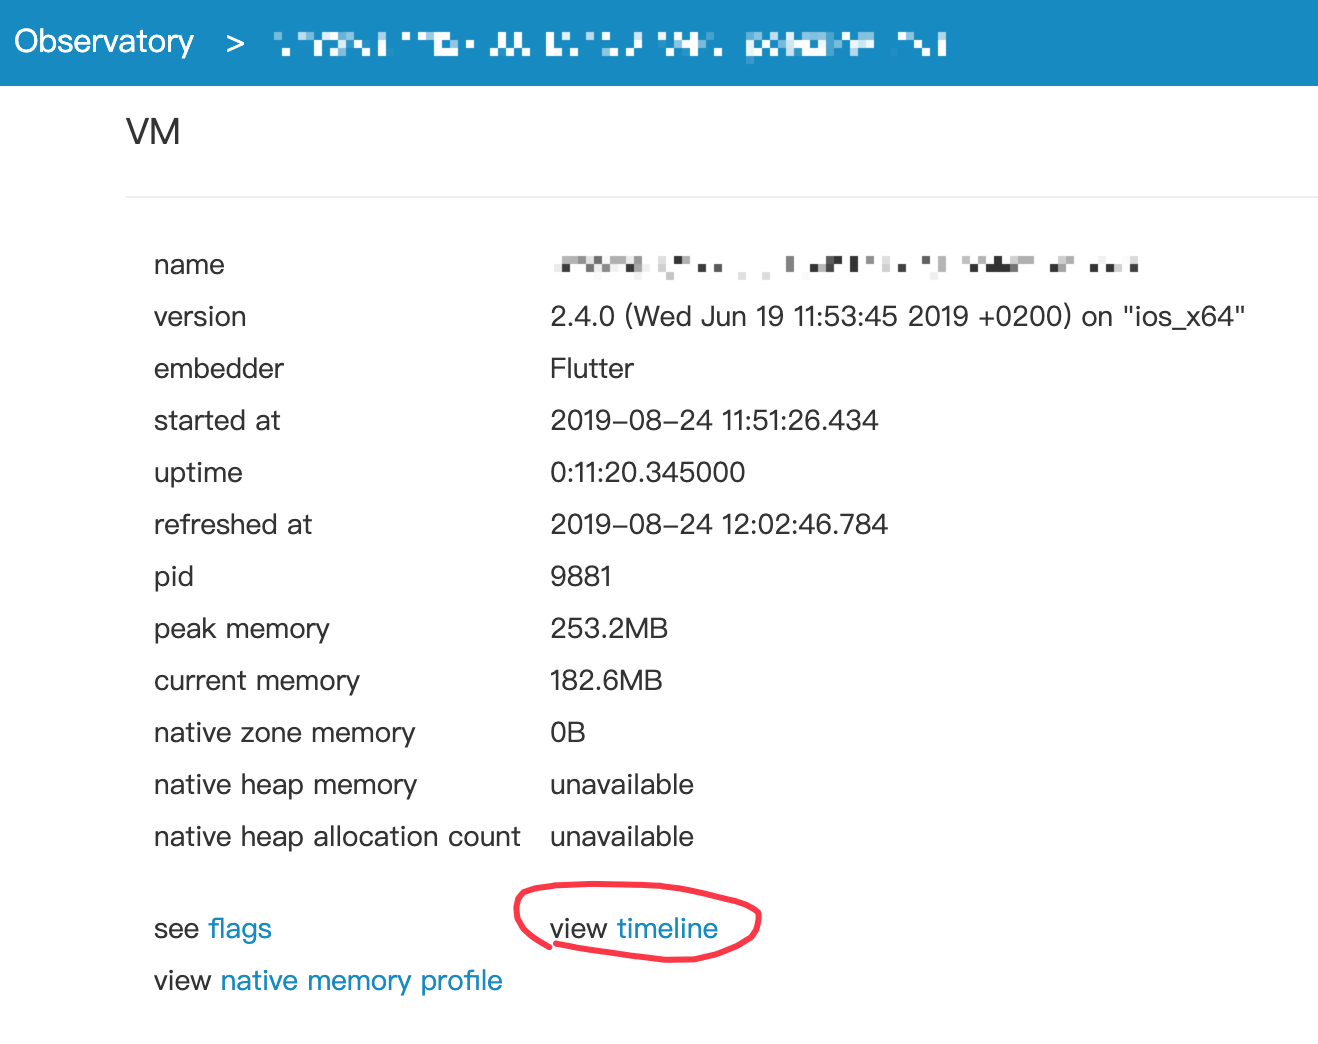 Observatory >
VM
name
version 2.4.0 (Wed Jun 19 11:53:45 2019 +0200) on "ios_x64"
embedder Flutter
started at 2019-08-24 11:51:26.434
uptime 0:11:20.345000
refreshed at 2019-08-24 12:02:46.784
pid 9881
peak memory 253.2MB
current memory 182.6MB
native zone memory 0B
native heap memory unavailable
native heap allocation count unavailable
see flags view timeline
view native memory profile